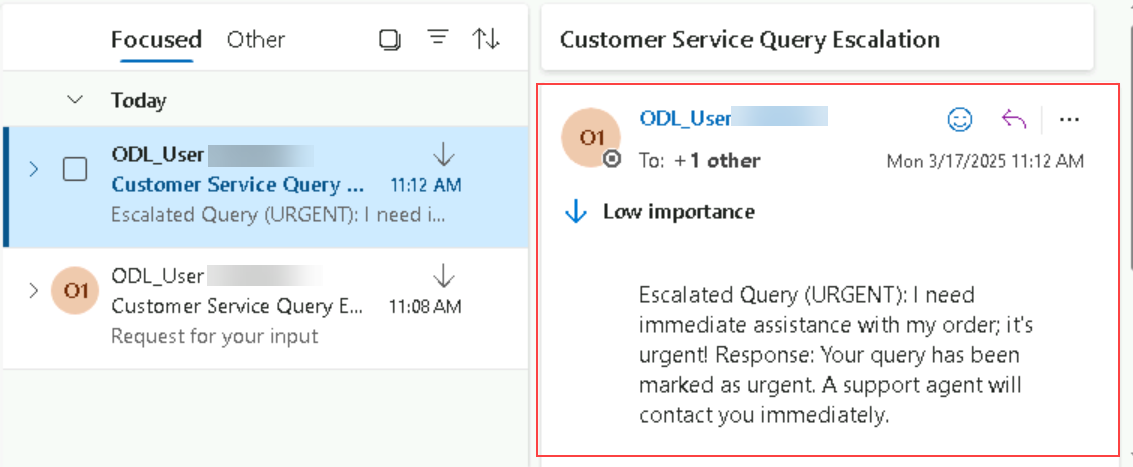 Focused Other
Today
ODL_User
Customer Service Query ... 11:12 AM
Escalated Query (URGENT): I need i...
O1
ODL_User
Customer Service Query E... 11:08 AM
Request for your input
Customer Service Query Escalation
O1
ODL_User
To: +1 other
Mon 3/17/2025 11:12 AM
Low importance
Escalated Query (URGENT): I need
immediate assistance with my order; it's
urgent! Response: Your query has been
marked as urgent. A support agent will
contact you immediately.